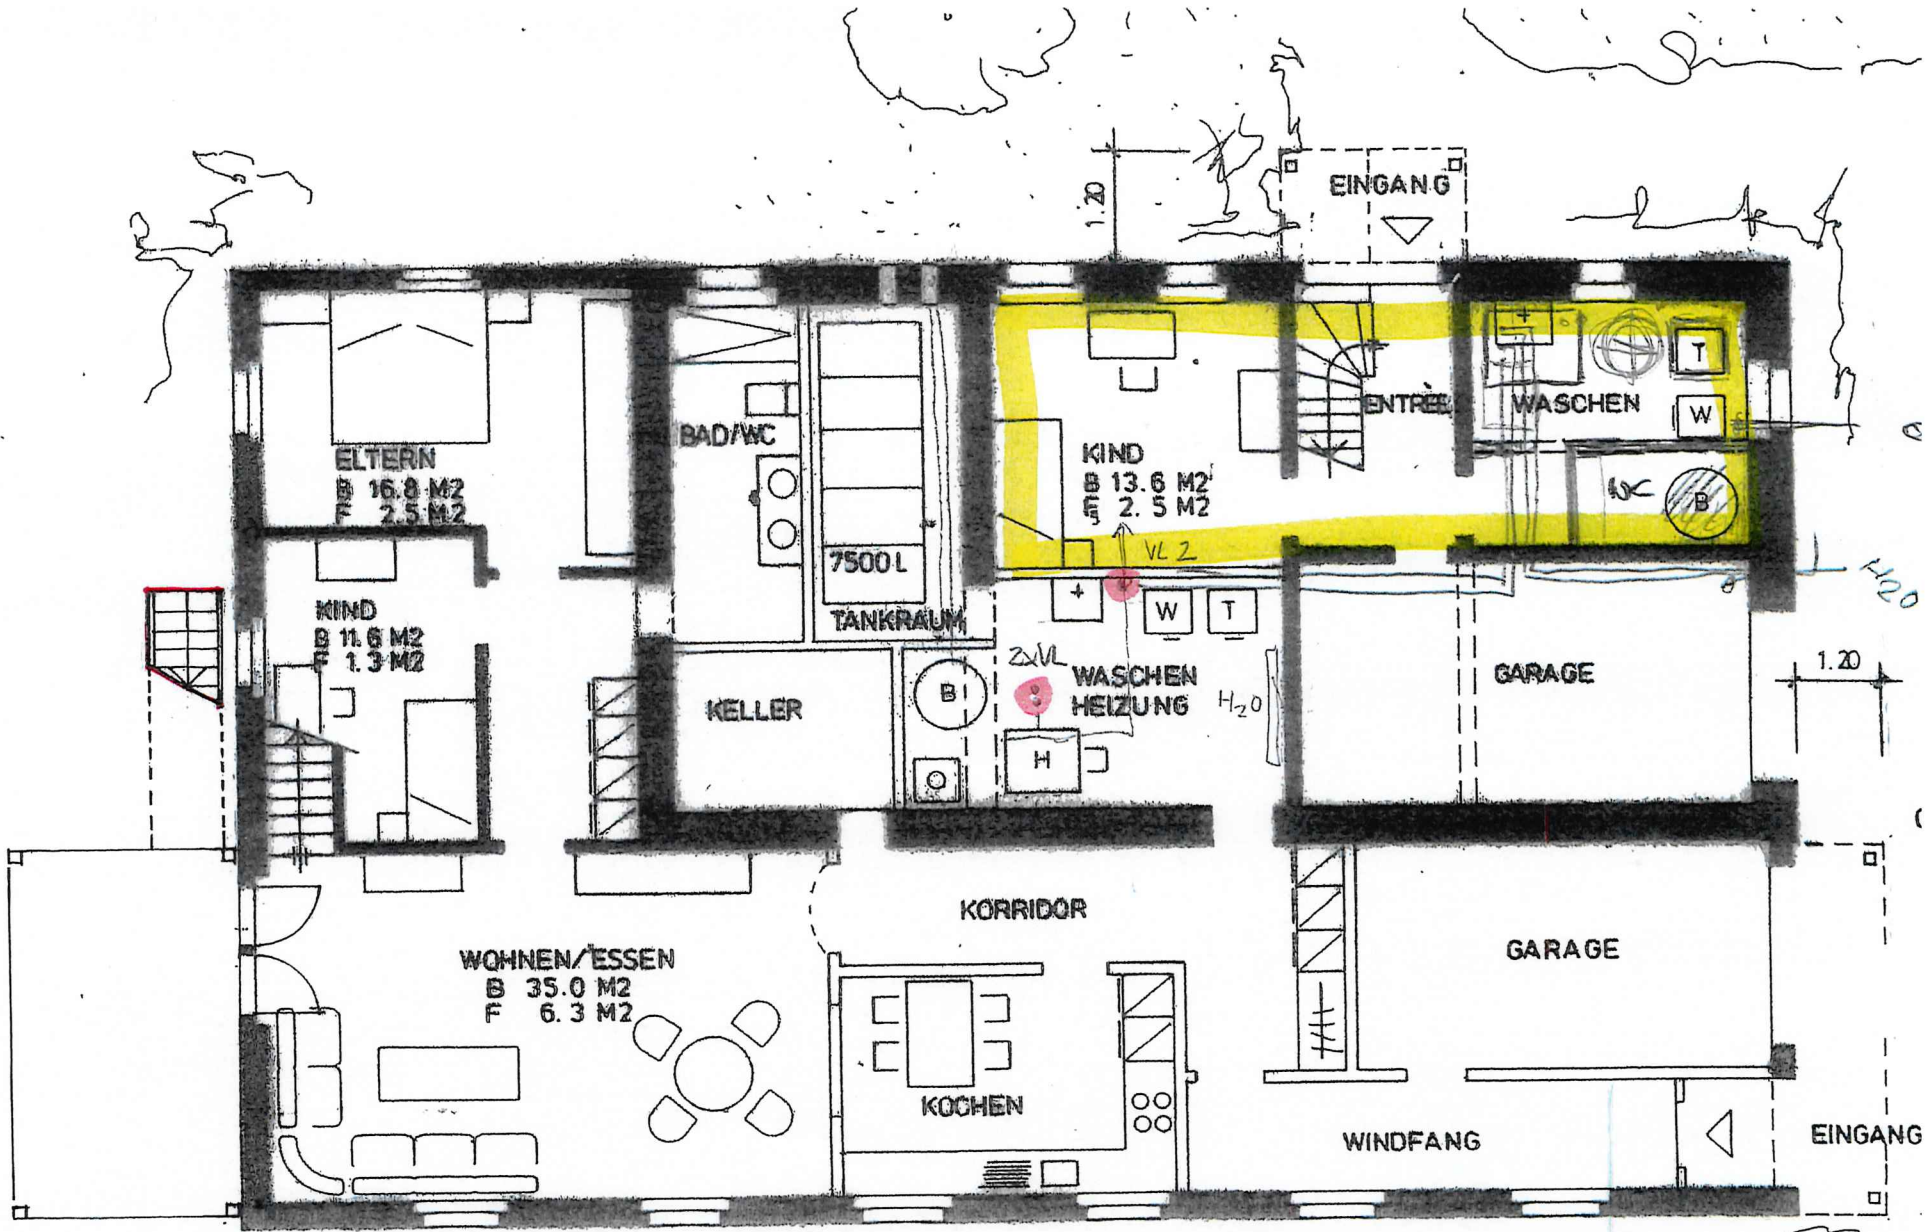 EINGANG
1.20
+
T
BAD/WC
ENTRÈE
WASCHEN
W
ELTERN
B 16.8 M2
F 2.5 M2
KIND
B 13.6 M2
F 2.5 M2
WC
B
7500 L
VL 2
H2O
KIND
B 11.6 M2
F 1.3 M2
TANKRAUM
+
W
T
2xVL
WASCHEN
HEIZUNG
H2O
GARAGE
1.20
KELLER
B
H
KORRIDOR
GARAGE
WOHNEN/ESSEN
B 35.0 M2
F 6.3 M2
KOCHEN
WINDFANG
EINGANG